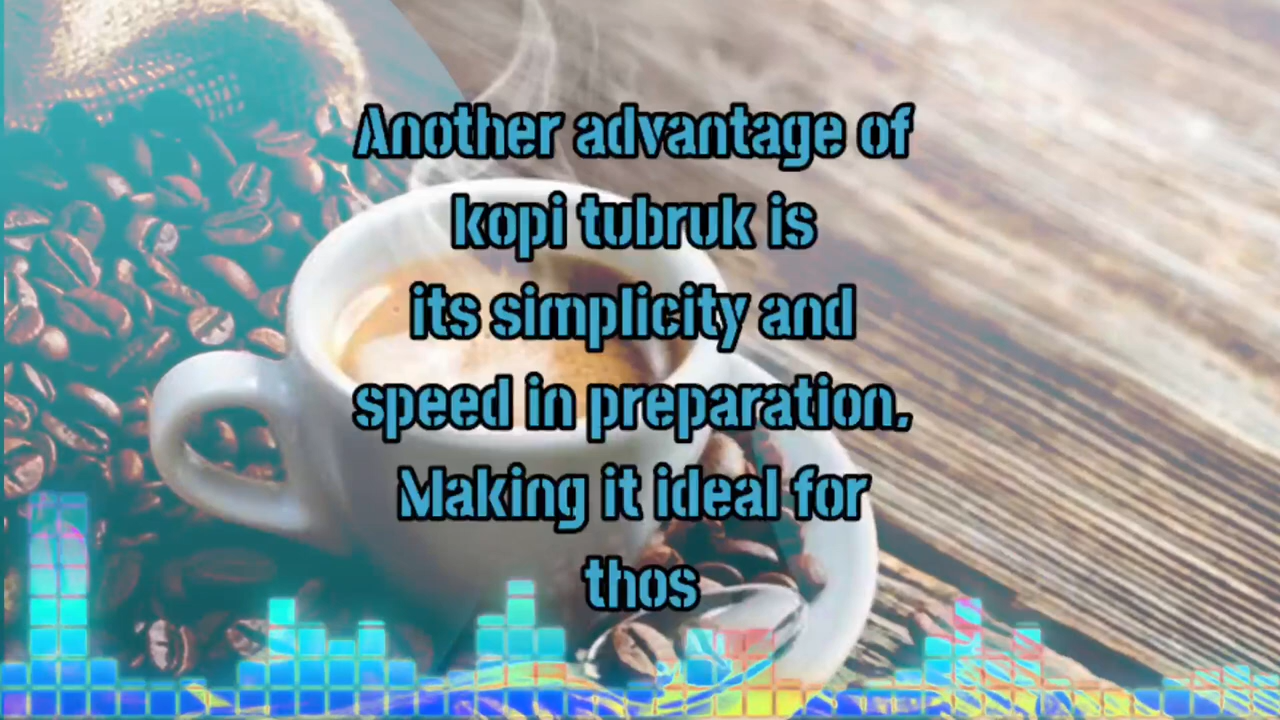 Another advantage of
kopi tubruk is
its simplicity and
speed in preparation.
Making it ideal for
thos